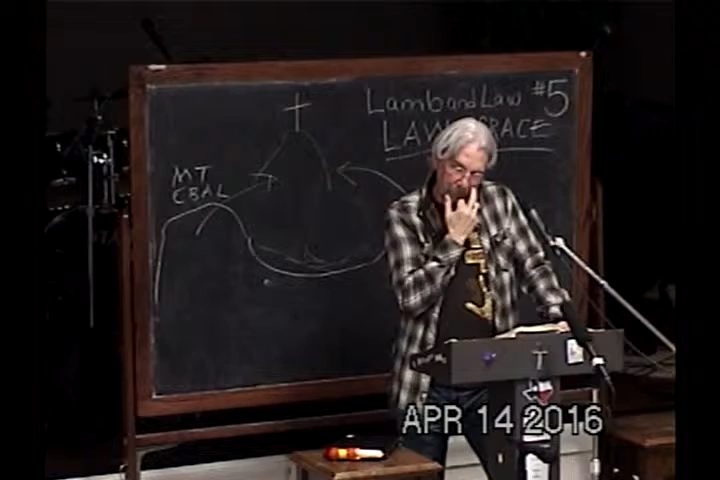 Lamb and Law #5
LAW GRACE
MT
EBAL
APR 14 2016